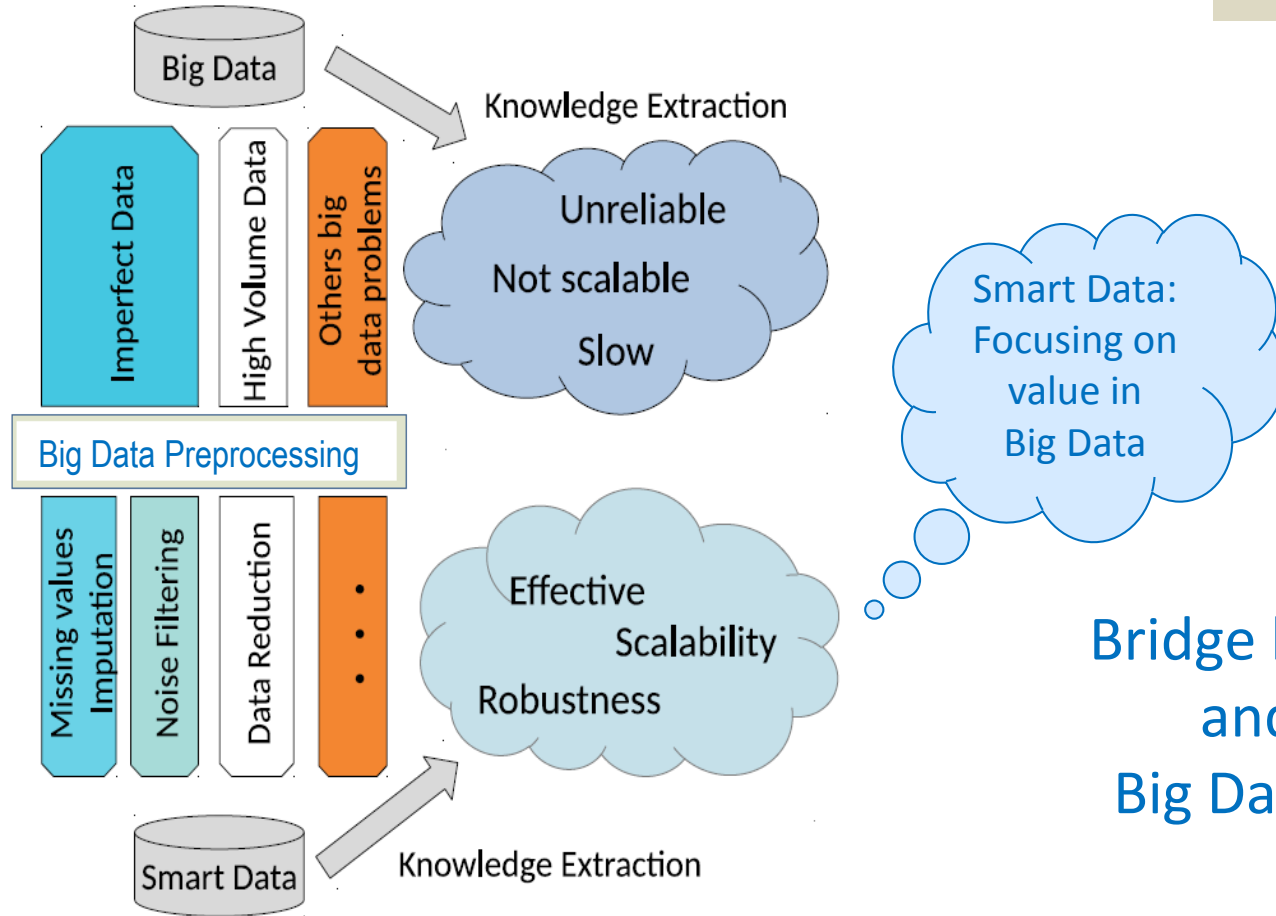 Big Data
Knowledge Extraction
Imperfect Data
High Volume Data
Others big
data problems
Unreliable
Not scalable
Slow
Smart Data:
Focusing on
value in
Big Data
Big Data Preprocessing
Missing values
Imputation
Noise Filtering
Data Reduction
...
Effective
Scalability
Robustness
Bridge
Big
Smart Data
Knowledge Extraction